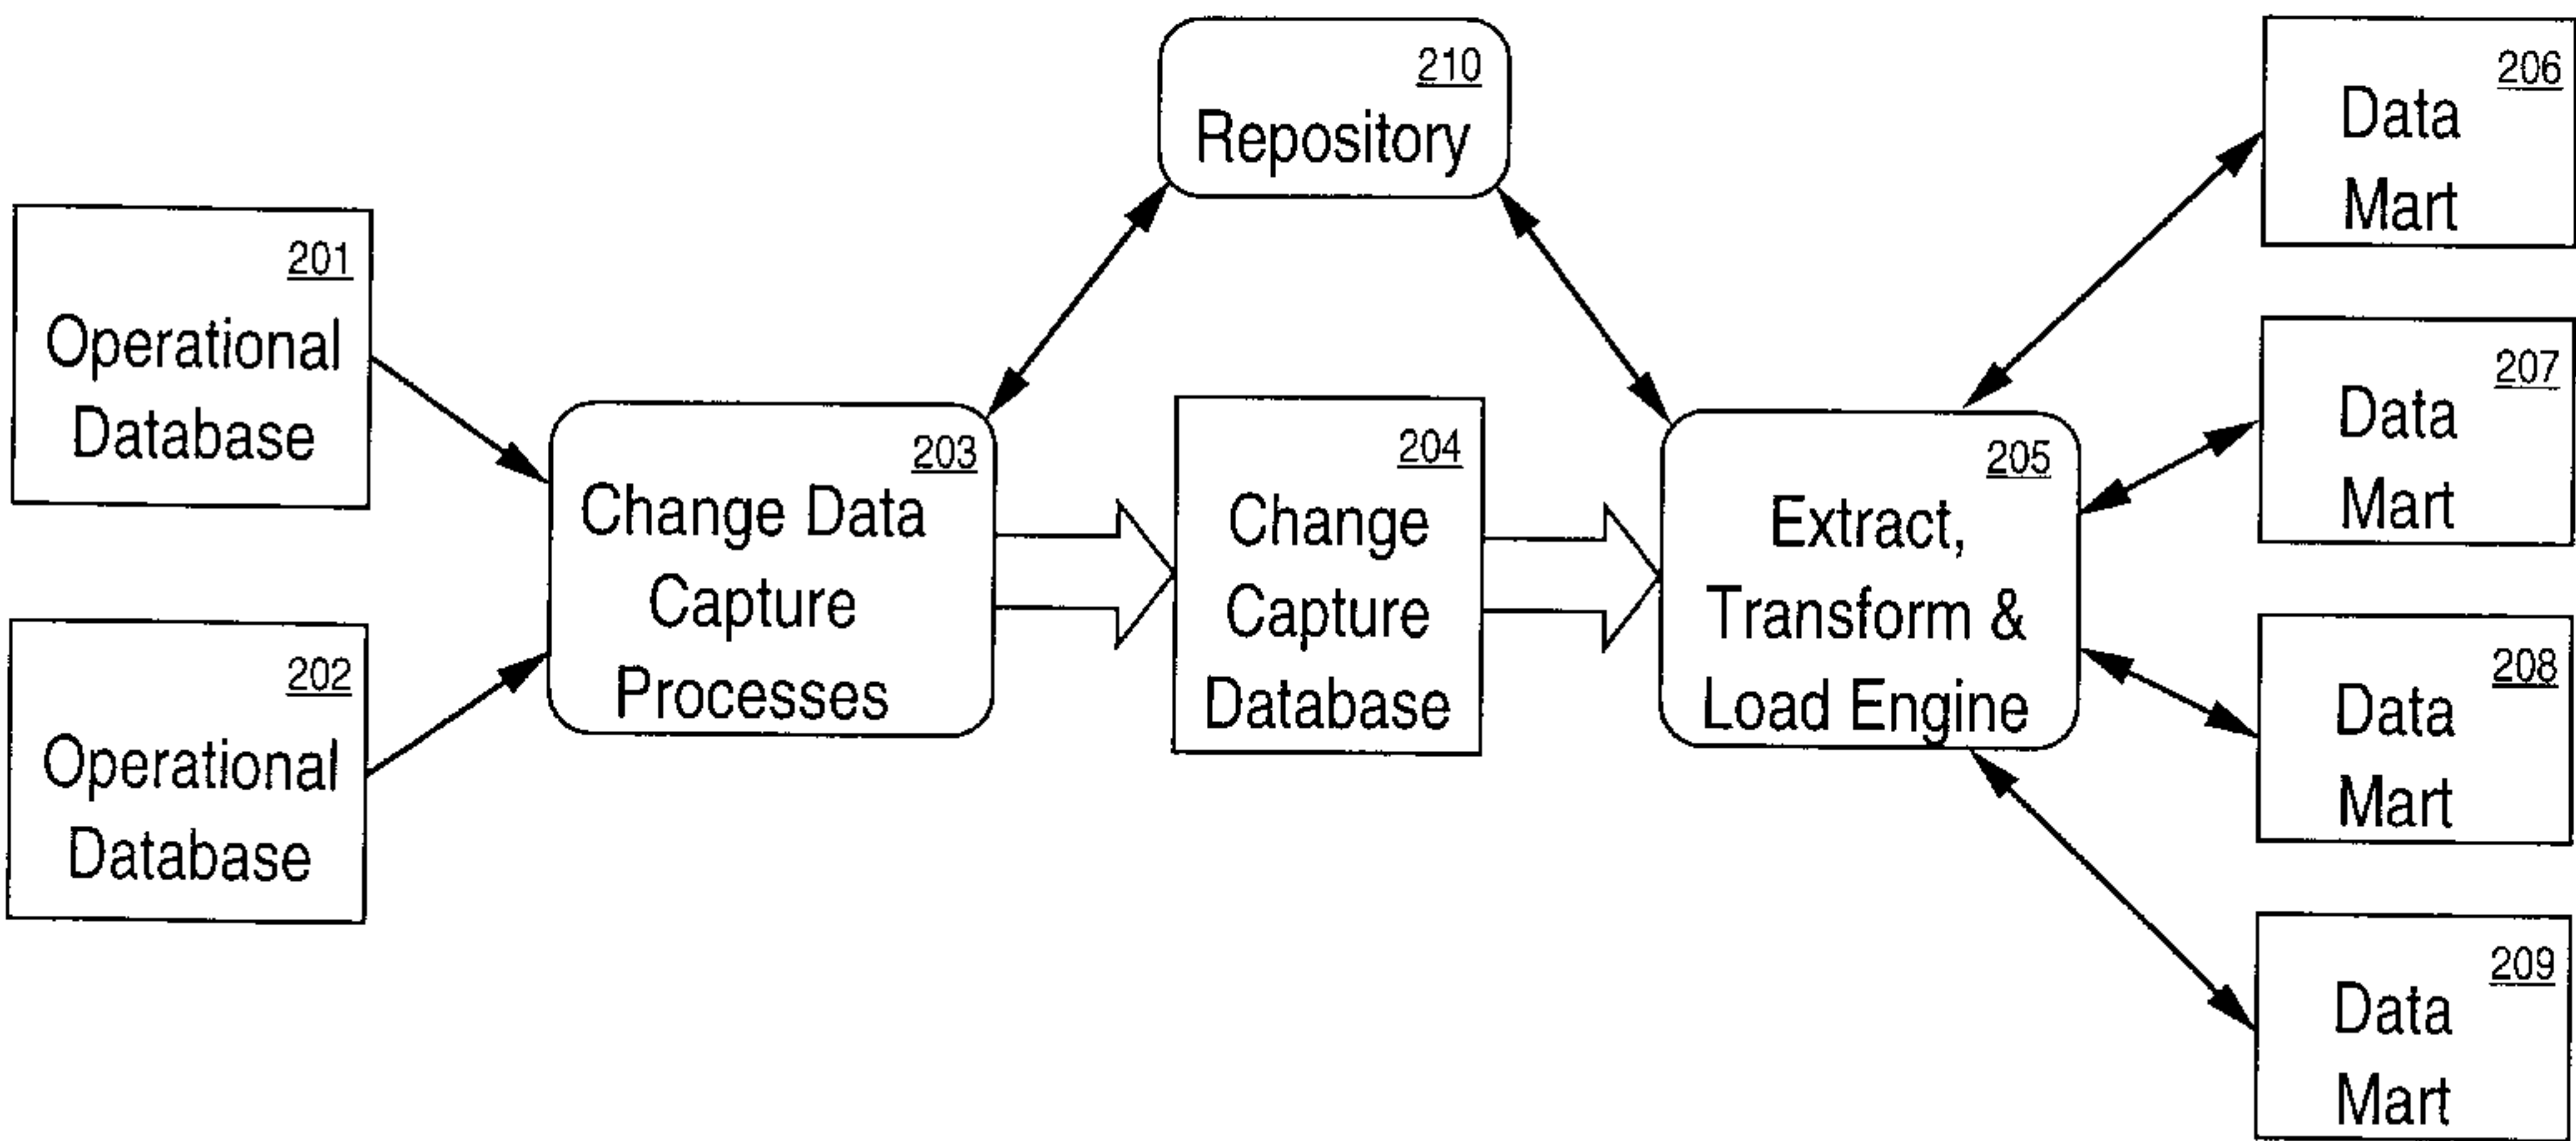 210
Repository
201
Operational
Database
202
Operational
Database
203
Change Data
Capture
Processes
204
Change
Capture
Database
205
Extract,
Transform &
Load Engine
206
Data
Mart
207
Data
Mart
208
Data
Mart
209
Data
Mart